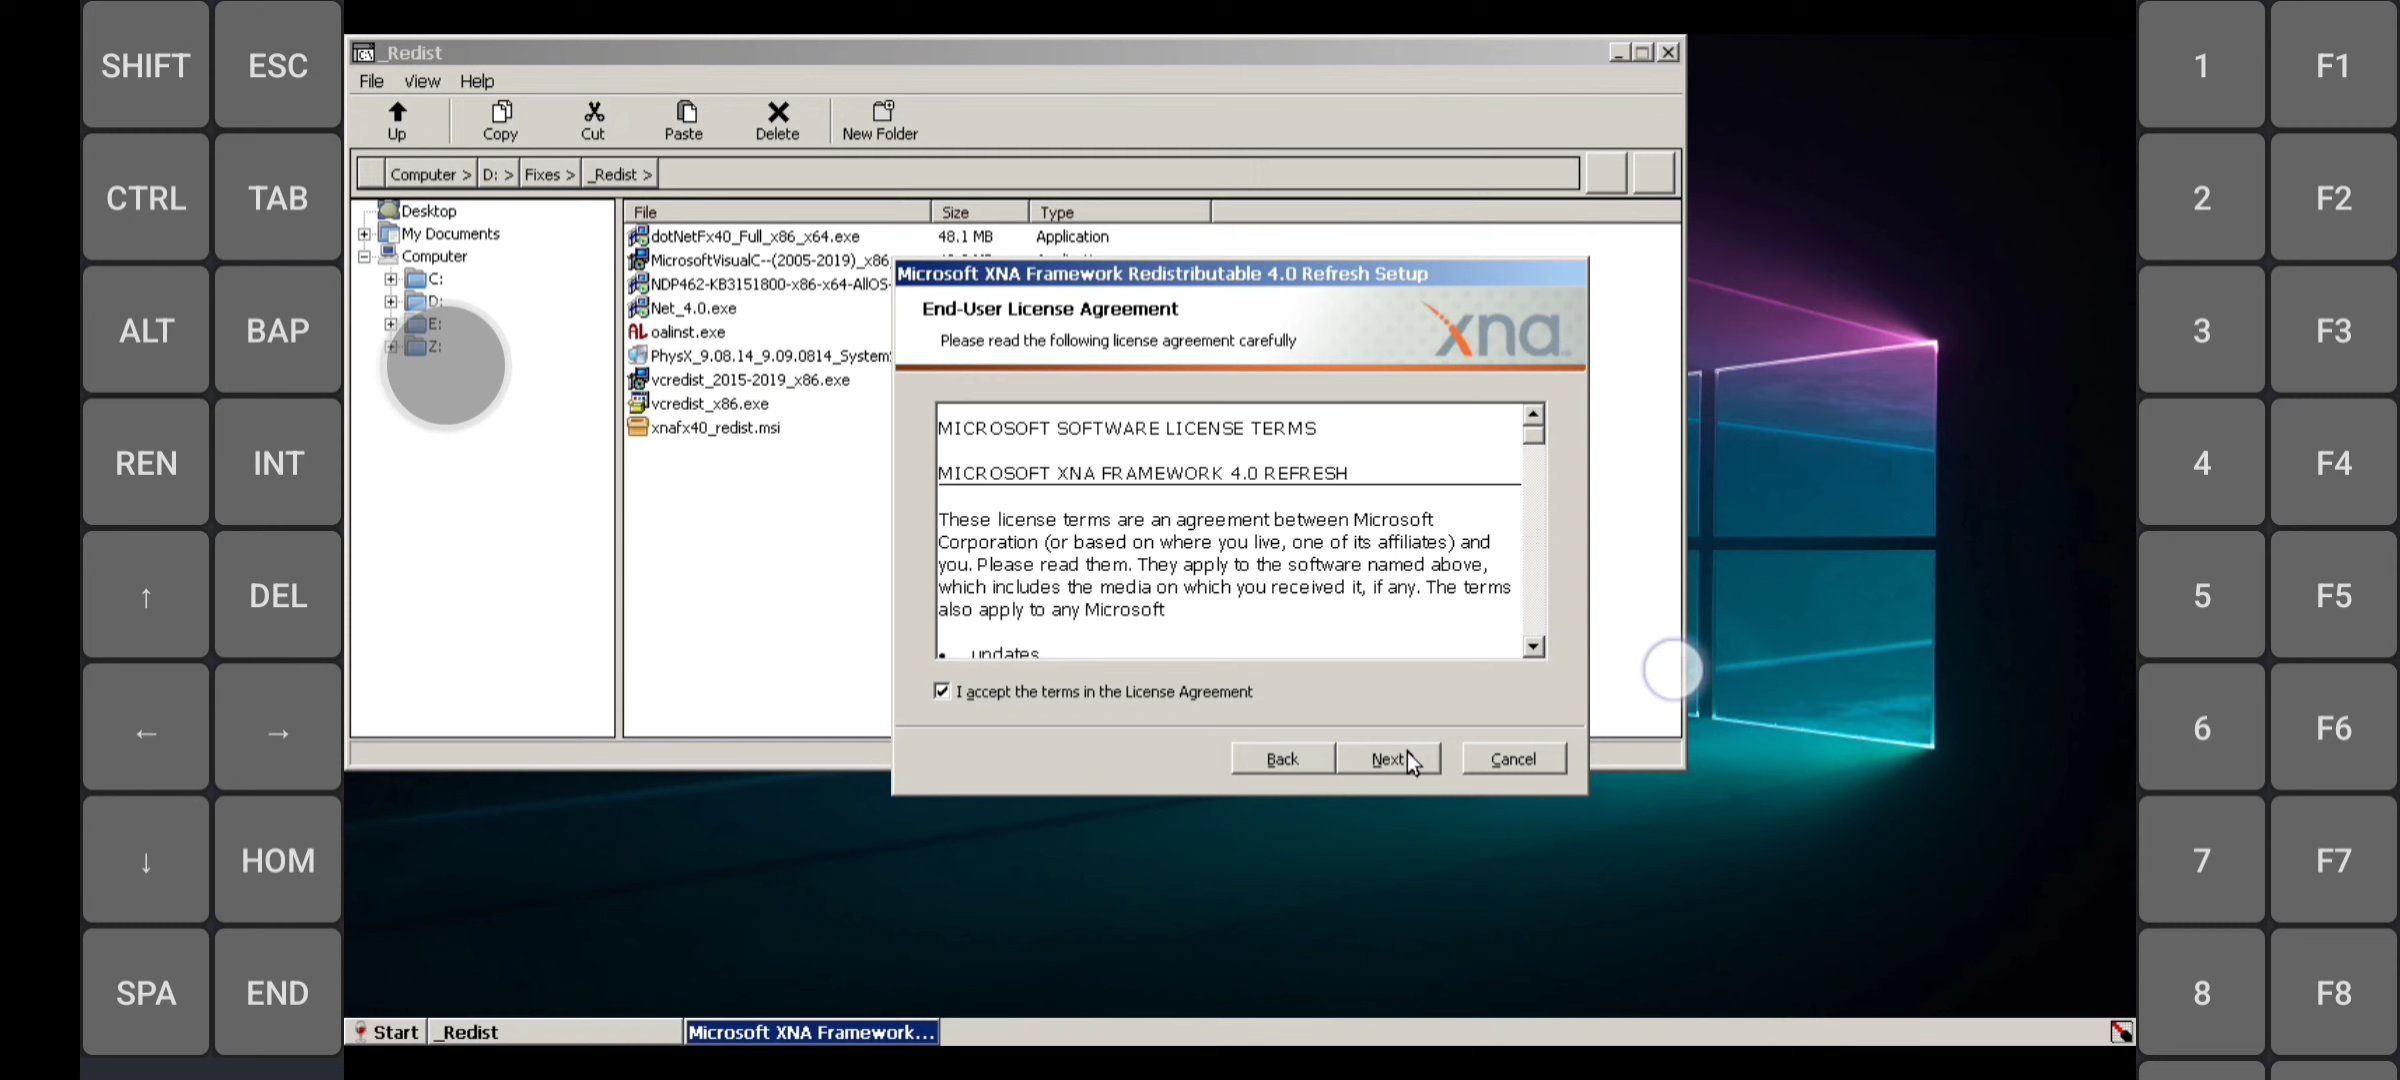 SHIFT ESC
CTRL TAB
ALT BAP
REN INT
↑ DEL
← →
↓ HOM
SPA END
_Redist
File View Help
Up Copy Cut Paste Delete New Folder
Computer > D: > Fixes > _Redist >
Desktop
My Documents
Computer
C:
D:
E:
Z:
File Size Type
dotNetFx40_Full_x86_x64.exe 48.1 MB Application
MicrosoftVisualC--(2005-2019)_x86
NDP462-KB3151800-x86-x64-AllOS-
Net_4.0.exe
AL oalinst.exe
PhysX_9.08.14_9.09.0814_System
vcredist_2015-2019_x86.exe
vcredist_x86.exe
xnafx40_redist.msi
Microsoft XNA Framework Redistributable 4.0 Refresh Setup
End-User License Agreement
Please read the following license agreement carefully
xna
MICROSOFT SOFTWARE LICENSE TERMS
MICROSOFT XNA FRAMEWORK 4.0 REFRESH
These license terms are an agreement between Microsoft
Corporation (or based on where you live, one of its affiliates) and
you. Please read them. They apply to the software named above,
which includes the media on which you received it, if any. The terms
also apply to any Microsoft
• updates
I accept the terms in the License Agreement
Back Next Cancel
Start _Redist Microsoft XNA Framework...
1 F1
2 F2
3 F3
4 F4
5 F5
6 F6
7 F7
8 F8